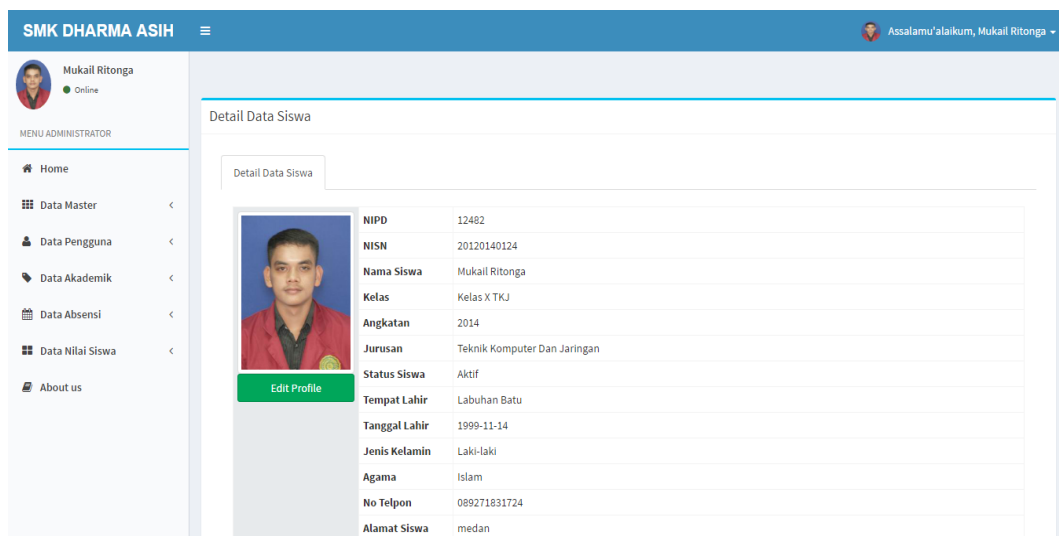 SMK DHARMA ASIH
Assalamu'alaikum, Mukail Ritonga
Mukail Ritonga
Online
MENU ADMINISTRATOR
Home
Data Master
Data Pengguna
Data Akademik
Data Absensi
Data Nilai Siswa
About us
Detail Data Siswa
Detail Data Siswa
Edit Profile
NIPD 12482
NISN 20120140124
Nama Siswa Mukail Ritonga
Kelas Kelas X TKJ
Angkatan 2014
Jurusan Teknik Komputer Dan Jaringan
Status Siswa Aktif
Tempat Lahir Labuhan Batu
Tanggal Lahir 1999-11-14
Jenis Kelamin Laki-laki
Agama Islam
No Telpon 089271831724
Alamat Siswa medan